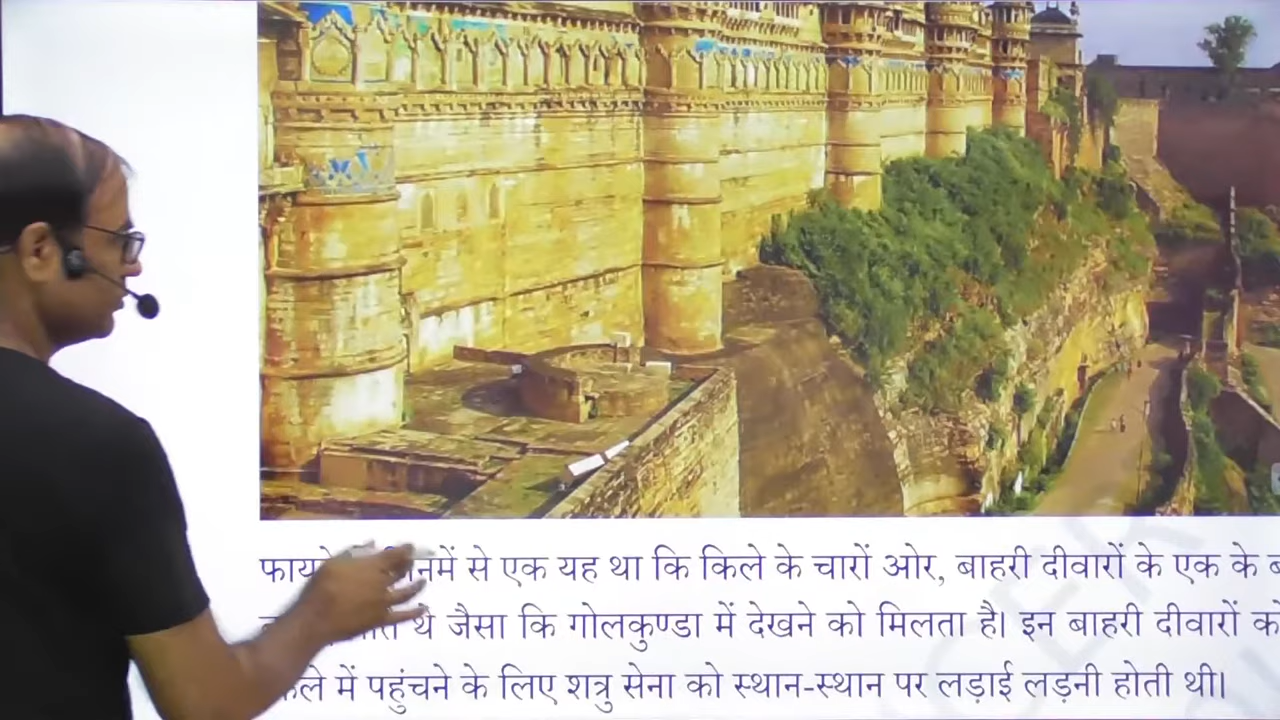 जिनमें से एक यह था कि किले के चारों ओर, बाहरी दीवारों के एक के
थे जैसा कि गोलकुण्डा में देखने को मिलता है। इन बाहरी दीवारों को
में पहुंचने के लिए शत्रु सेना को स्थान-स्थान पर लड़ाई लड़नी होती थी।